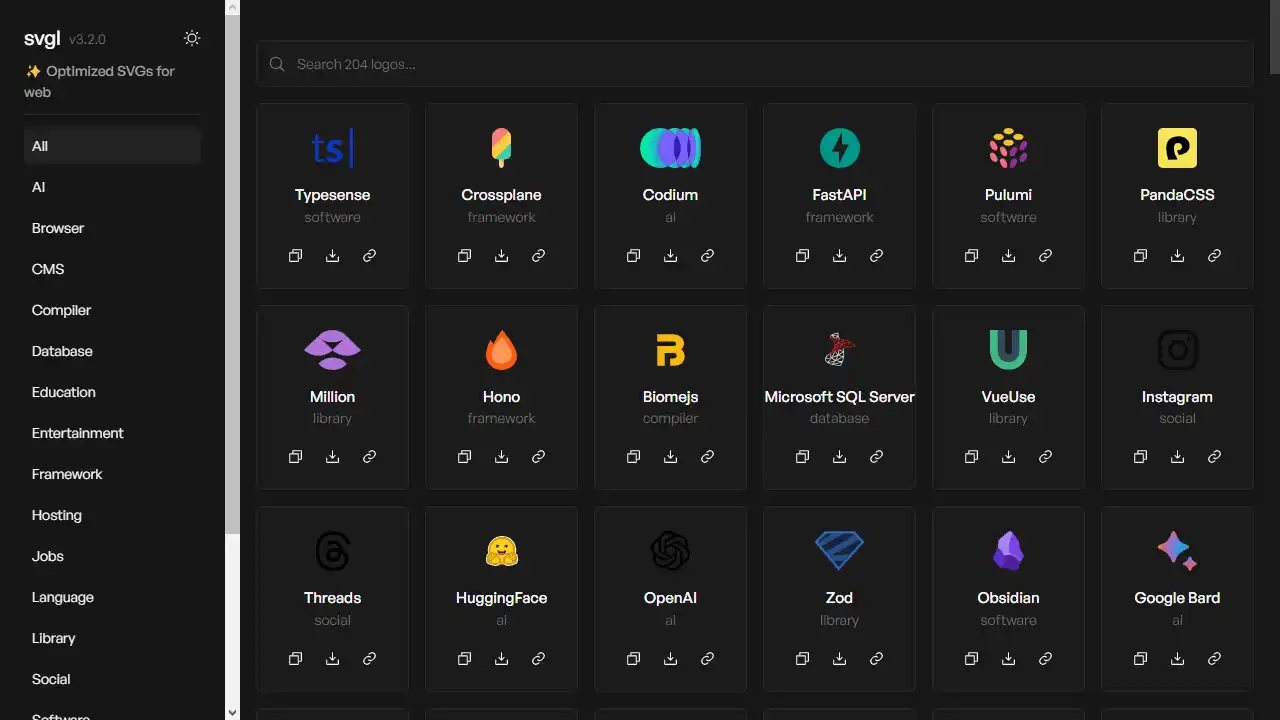 svgl v3.2.0
✨ Optimized SVGs for
web
All
AI
Browser
CMS
Compiler
Database
Education
Entertainment
Framework
Hosting
Jobs
Language
Library
Social
Software
Search 204 logos...
ts|
Typesense
software
Crossplane
framework
Codium
ai
FastAPI
framework
Pulumi
software
PandaCSS
library
Million
library
Hono
framework
Biomejs
compiler
Microsoft SQL Server
database
VueUse
library
Instagram
social
Threads
social
HuggingFace
ai
OpenAI
ai
Zod
library
Obsidian
software
Google Bard
ai